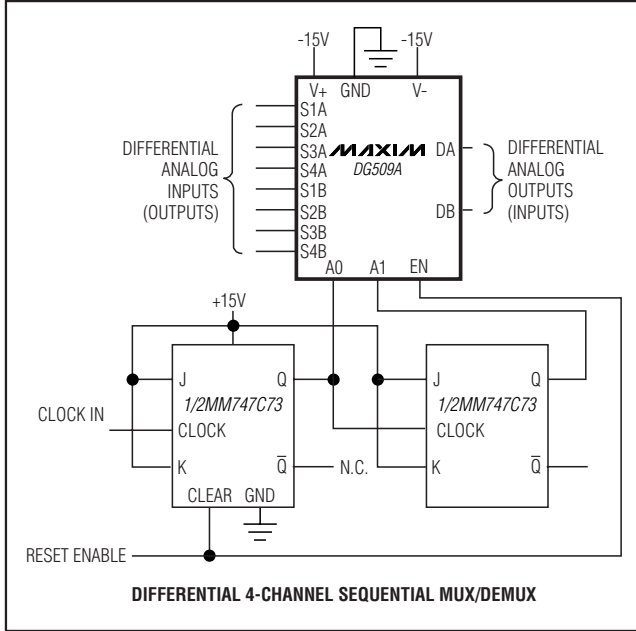 -15V
-15V
V+ GND V-
S1A
S2A
S3A
S4A
S1B
S2B
S3B
S4B
DIFFERENTIAL
ANALOG
INPUTS
(OUTPUTS)
MAXIM
DG509A
DA
DB
DIFFERENTIAL
ANALOG
OUTPUTS
(INPUTS)
A0 A1 EN
+15V
J Q
1/2MM747C73
CLOCK IN
CLOCK
K Q
N.C.
CLEAR GND
J Q
1/2MM747C73
CLOCK
K Q
RESET ENABLE
DIFFERENTIAL 4-CHANNEL SEQUENTIAL MUX/DEMUX